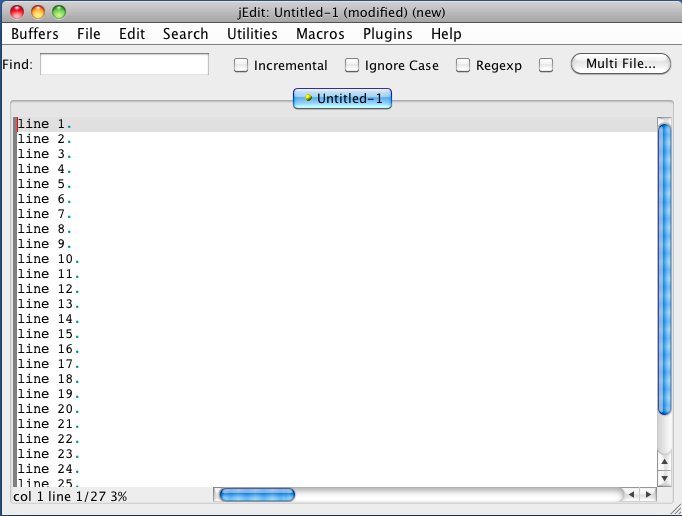 jEdit: Untitled-1 (modified) (new)
Buffers File Edit Search Utilities Macros Plugins Help
Find: Incremental Ignore Case Regexp Multi File...
Untitled-1
line 1.
line 2.
line 3.
line 4.
line 5.
line 6.
line 7.
line 8.
line 9.
line 10.
line 11.
line 12.
line 13.
line 14.
line 15.
line 16.
line 17.
line 18.
line 19.
line 20.
line 21.
line 22.
line 23.
line 24.
line 25.
col 1 line 1/27 3%